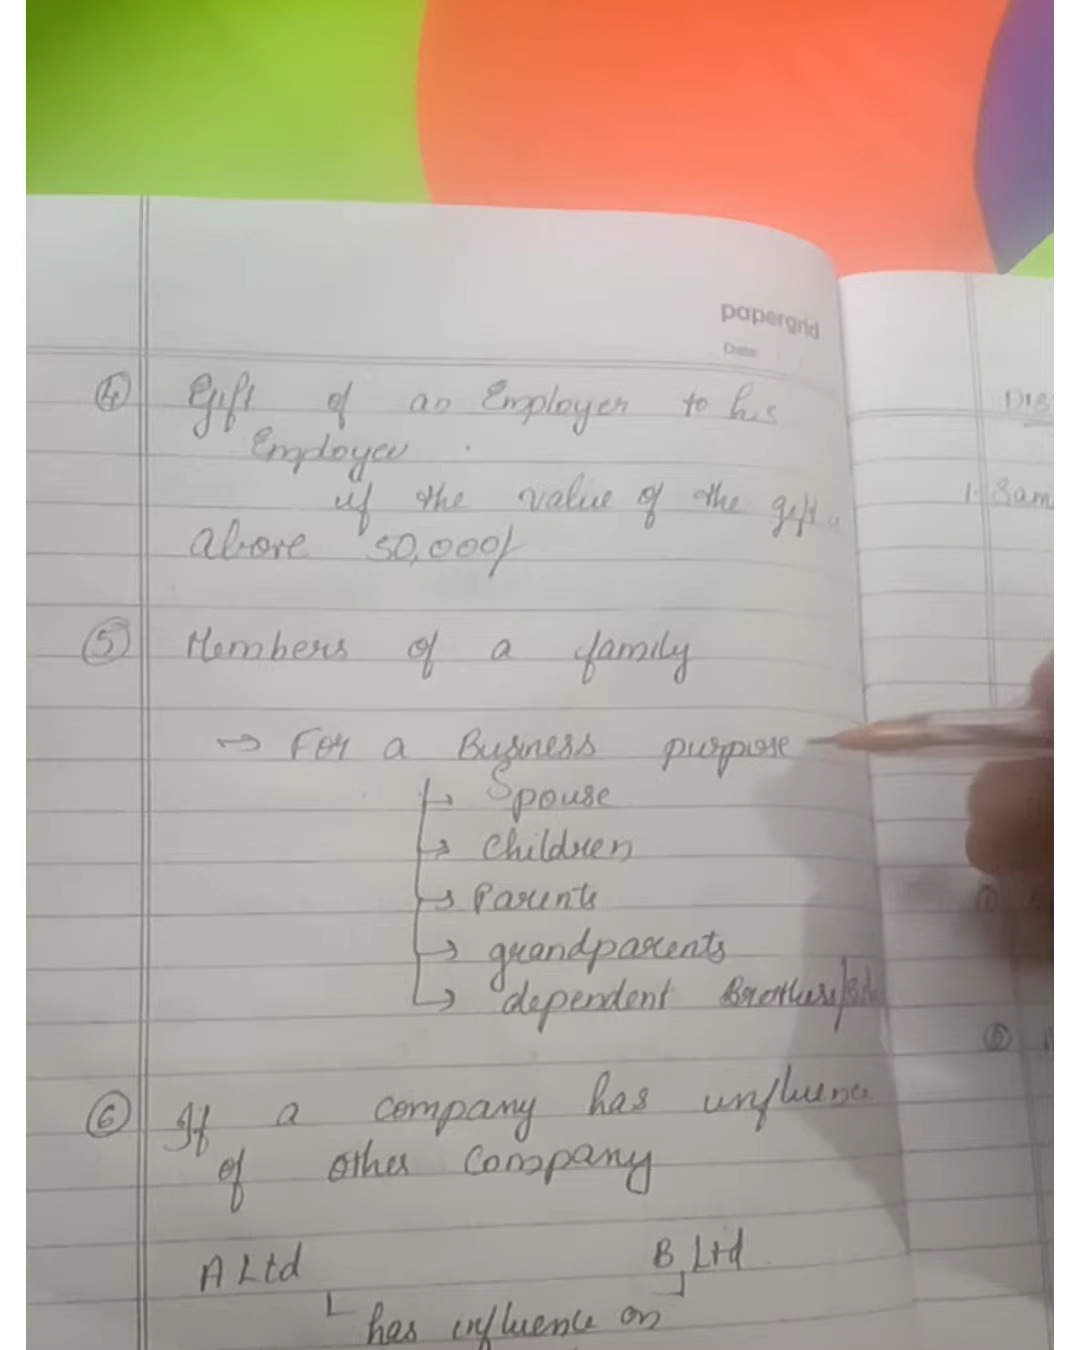 papergrid
Date
④ Gift of an Employer to his
Employee.
if the value of the gift
above 50,000/-
⑤ Members of a family
→ For a Business purpose
→ Spouse
→ children
→ Parents
→ grandparents
→ dependent Brothers/
⑥ If a company has influence
of other company
A Ltd B Ltd
has influence on
1. Sam